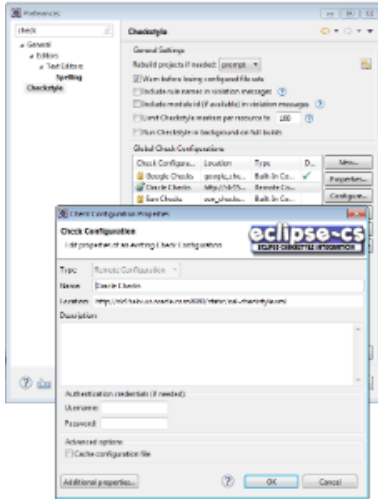 Preferences
check
Checkstyle
General
Editors
Text Editors
Spelling
Checkstyle
General Settings
Rebuild projects if needed: prompt
Warn before losing configured file sets
Include rule names in violation messages
Include module id (if available) in violation messages
Limit Checkstyle markers per resource to 100
Run Checkstyle in background on full builds
Global Check Configurations
Check Configura... Location Type D...
New...
Google Checks google_che... Built-In Co...
Properties...
Oracle Checks Remote Co...
Configure...
Sun Checks sun_checks... Built-In Co...
Check Configuration Properties
Check Configuration
Edit properties of an existing Check Configuration
eclipse-cs
ECLIPSE CHECKSTYLE INTEGRATION
Type: Remote Configuration
Name: Oracle Checks
Location:
Description
Authentication credentials (if needed):
Username:
Password:
Advanced options
Cache configuration file
Additional properties...
OK
Cancel